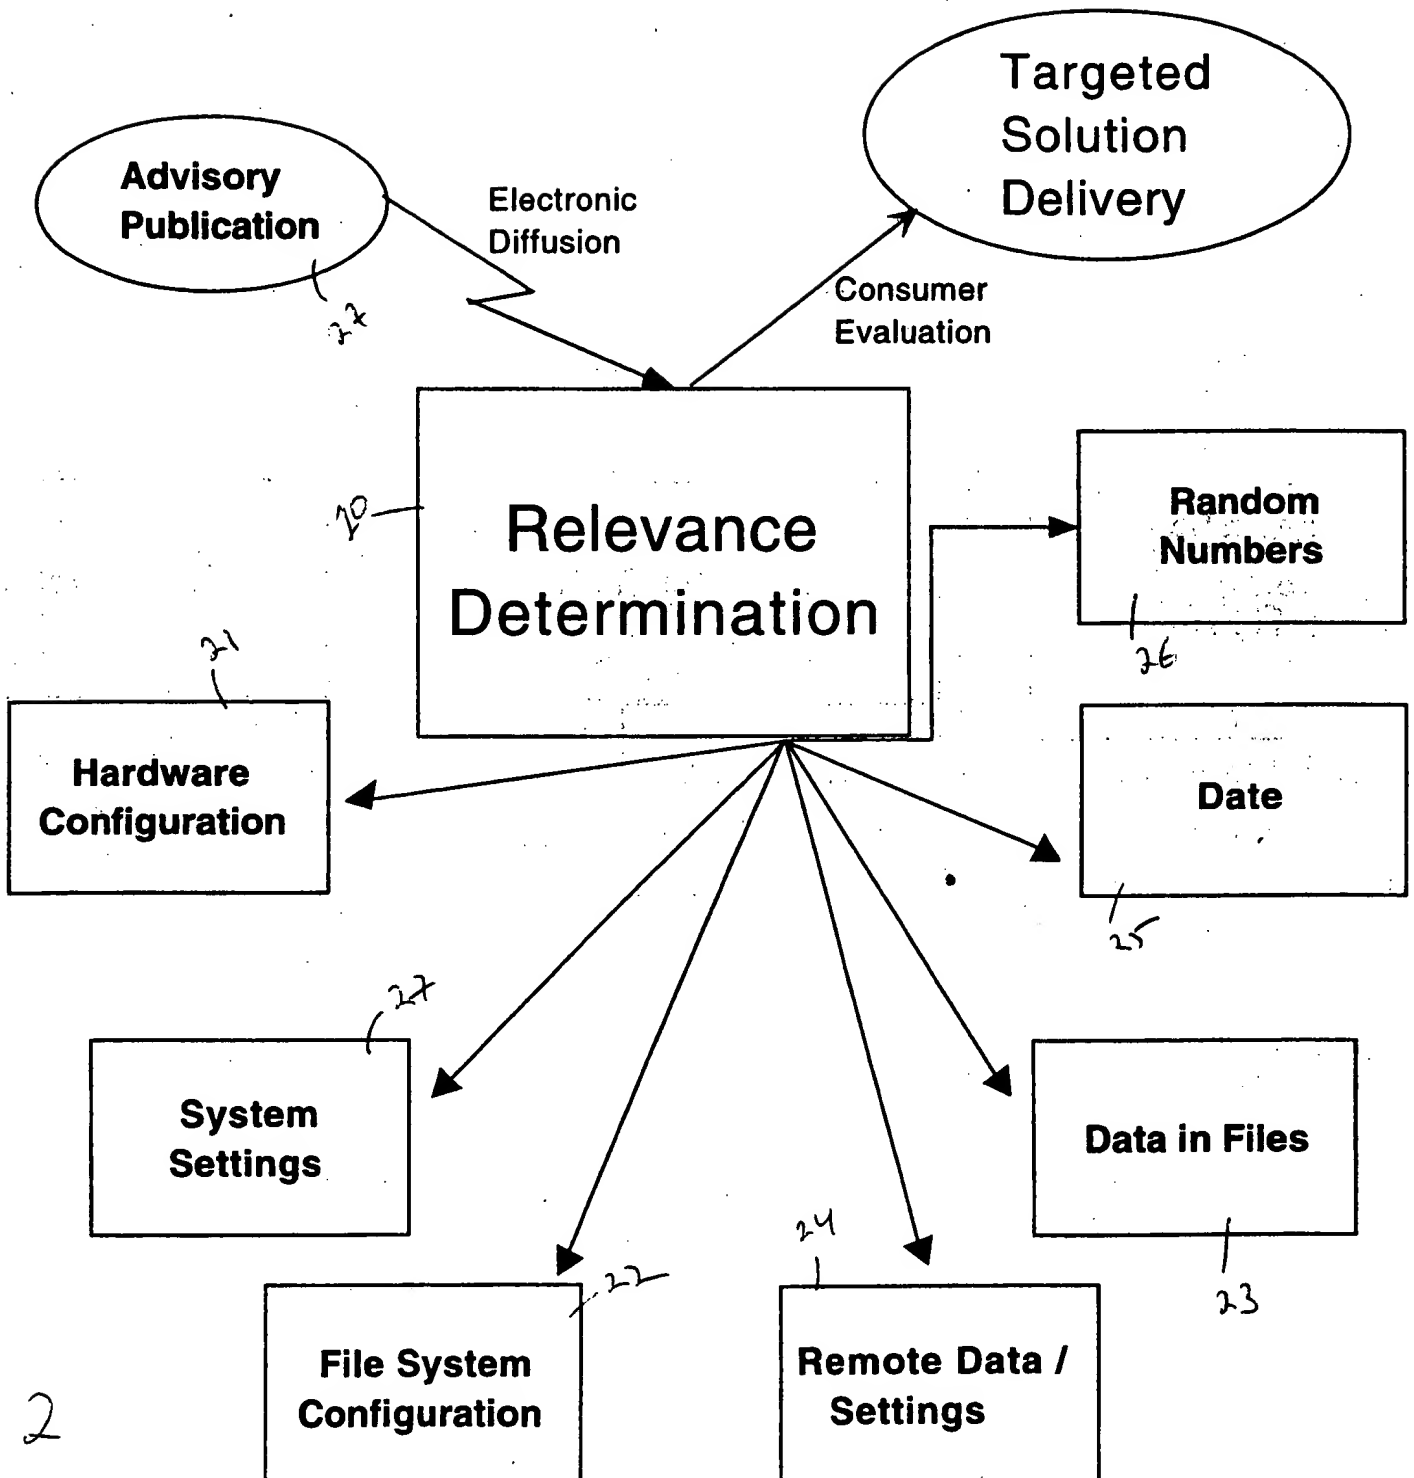 Targeted
Solution
Delivery
Advisory
Publication
27
Electronic
Diffusion
Consumer
Evaluation
20
Relevance
Determination
Random
Numbers
26
21
Hardware
Configuration
Date
25
27
System
Settings
Data in Files
23
22
File System
Configuration
24
Remote Data /
Settings
2